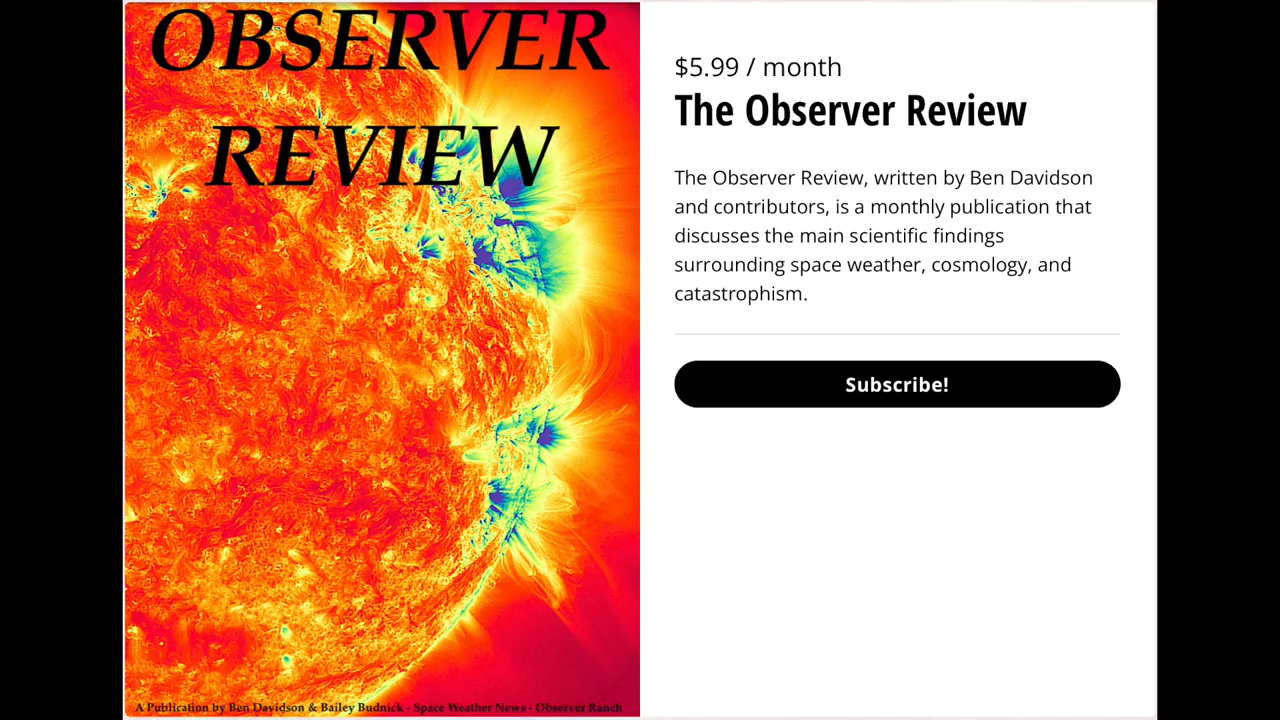 OBSERVER
REVIEW
A Publication by Ben Davidson & Bailey Budnick - Space Weather News - Observer Ranch
$5.99 / month
The Observer Review
The Observer Review, written by Ben Davidson
and contributors, is a monthly publication that
discusses the main scientific findings
surrounding space weather, cosmology, and
catastrophism.
Subscribe!